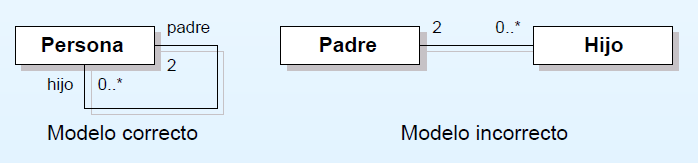 padre
Persona
2
hijo
0..*
Modelo correcto
Padre
2
0..*
Hijo
Modelo incorrecto